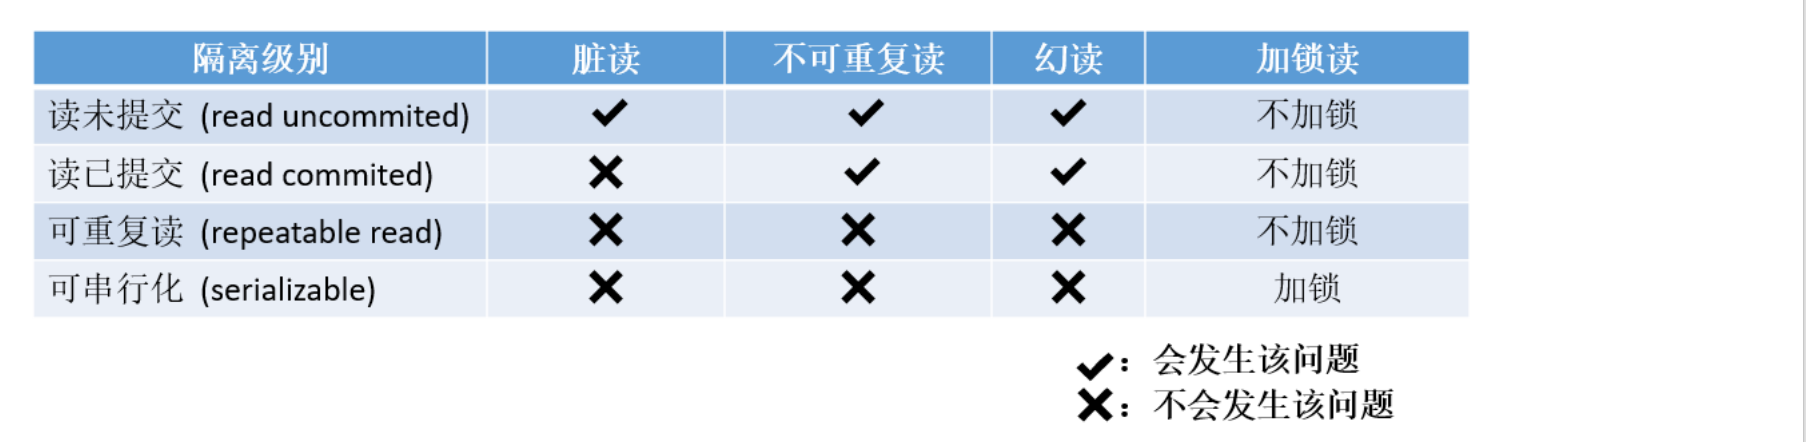 隔离级别 脏读 不可重复读 幻读 加锁读
读未提交 (read uncommited) ✔ ✔ ✔ 不加锁
读已提交 (read commited) ✖ ✔ ✔ 不加锁
可重复读 (repeatable read) ✖ ✖ ✖ 不加锁
可串行化 (serializable) ✖ ✖ ✖ 加锁
✔：会发生该问题
✖：不会发生该问题